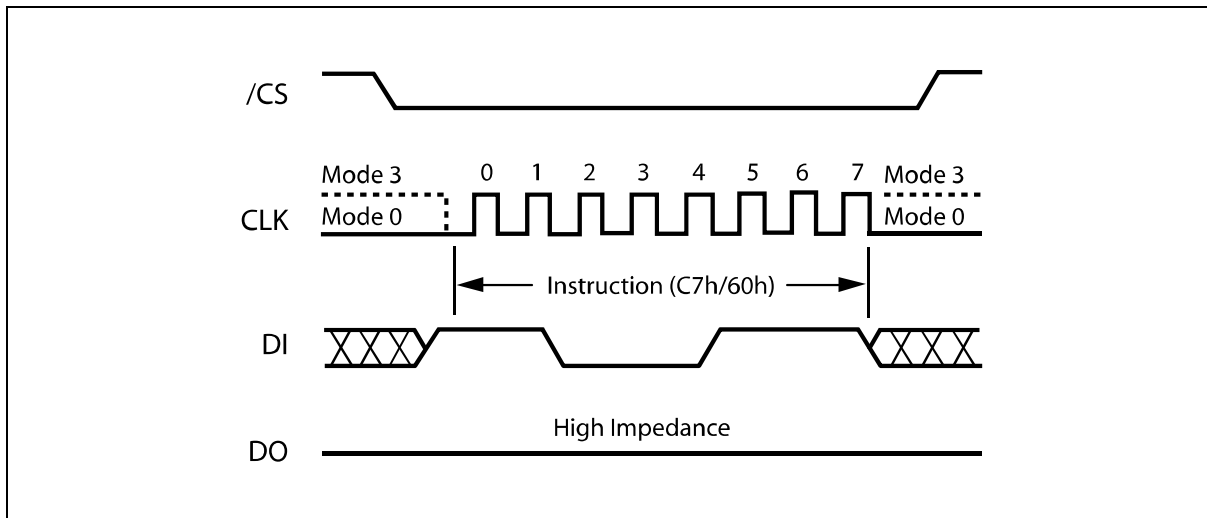 /CS
Mode 3 0 1 2 3 4 5 6 7 Mode 3
CLK Mode 0 Mode 0
Instruction (C7h/60h)
DI
High Impedance
DO